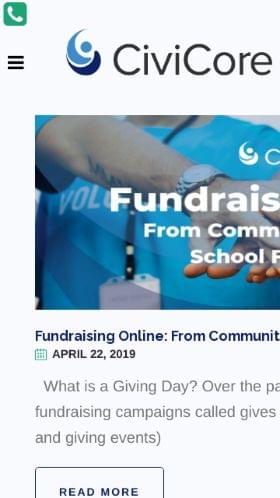 CiviCore
VOL
C
Fundrais
From Comm
School F
Fundraising Online: From Communit
APRIL 22, 2019
What is a Giving Day? Over the pa
fundraising campaigns called gives
and giving events)
READ MORE